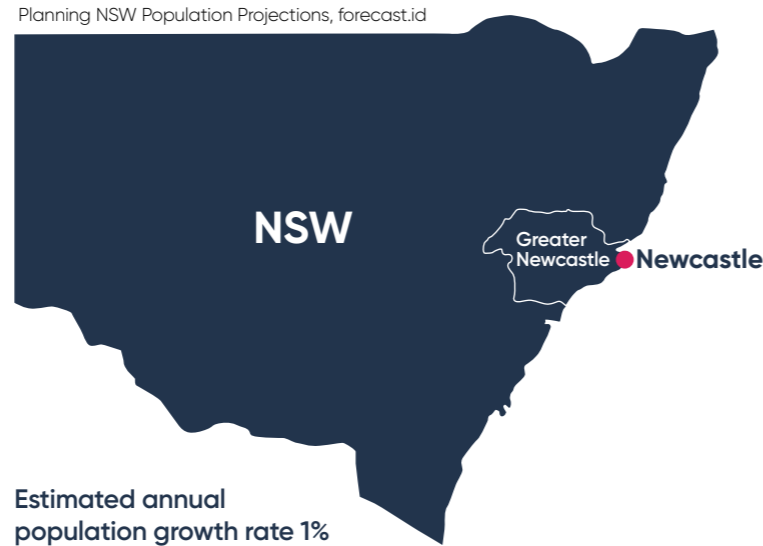 Planning NSW Population Projections, forecast.id
NSW
Greater
Newcastle
Newcastle
Estimated annual
population growth rate 1%